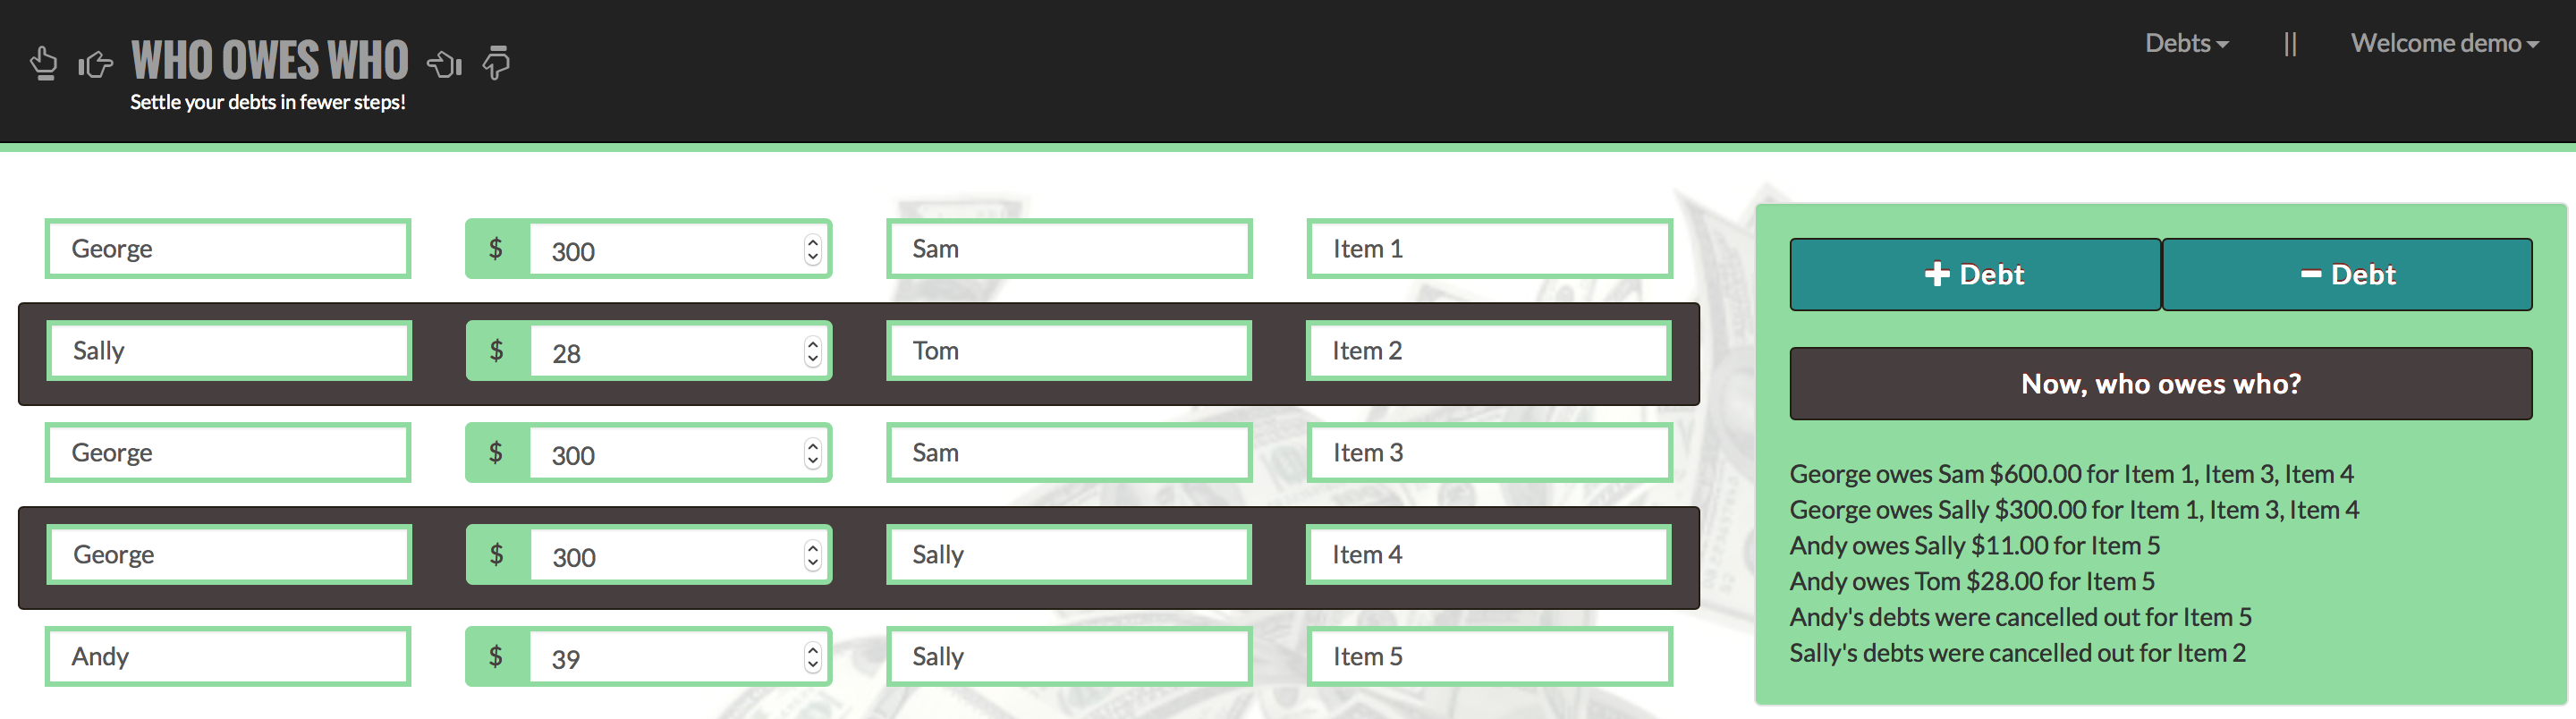 WHO OWES WHO
Settle your debts in fewer steps!
Debts || Welcome demo
George $ 300 Sam Item 1
Sally $ 28 Tom Item 2
George $ 300 Sam Item 3
George $ 300 Sally Item 4
Andy $ 39 Sally Item 5
+ Debt − Debt
Now, who owes who?
George owes Sam $600.00 for Item 1, Item 3, Item 4
George owes Sally $300.00 for Item 1, Item 3, Item 4
Andy owes Sally $11.00 for Item 5
Andy owes Tom $28.00 for Item 5
Andy's debts were cancelled out for Item 5
Sally's debts were cancelled out for Item 2